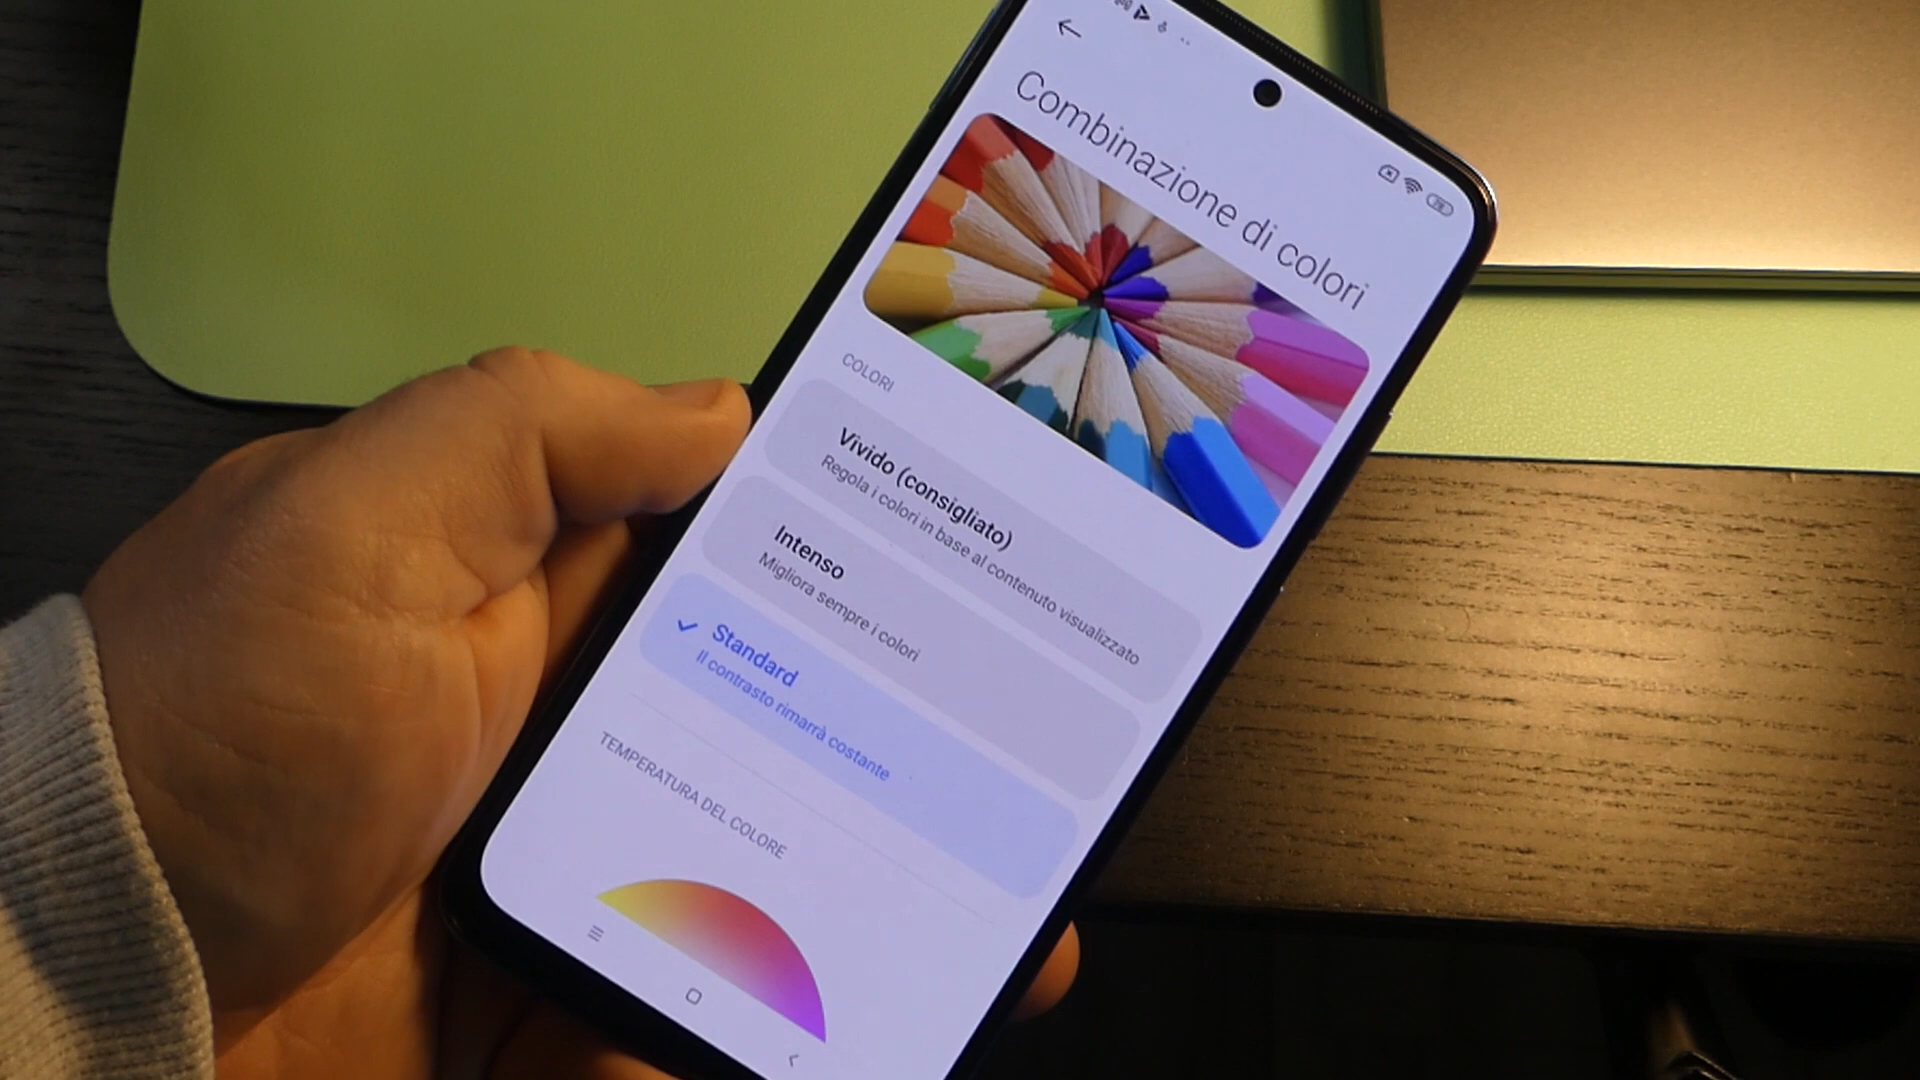 Combinazione di colori
COLORI
Vivido (consigliato)
Regola i colori in base al contenuto visualizzato
Intenso
Migliora sempre i colori
Standard
Il contrasto rimarrà costante
TEMPERATURA DEL COLORE